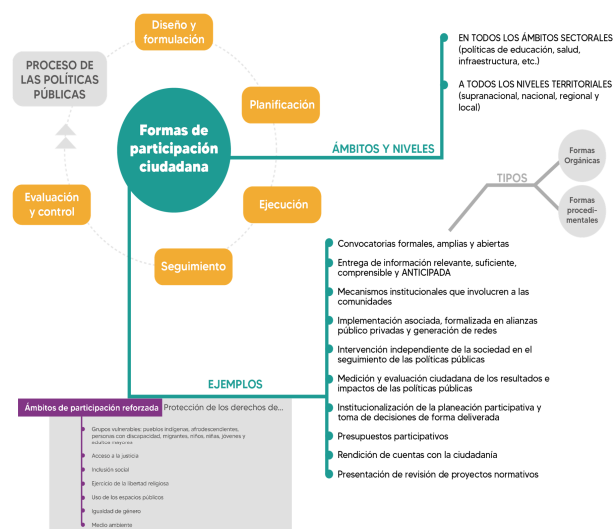 Diseño y
formulación
PROCESO DE
LAS POLÍTICAS
PÚBLICAS
Planificación
Formas de
participación
ciudadana
Evaluación
y control
Ejecución
Seguimiento
ÁMBITOS Y NIVELES
EN TODOS LOS ÁMBITOS SECTORALES
(políticas de educación, salud,
infraestructura, etc.)
A TODOS LOS NIVELES TERRITORIALES
(supranacional, nacional, regional y
local)
TIPOS
Formas
Orgánicas
Formas
procedi-
mentales
EJEMPLOS
Convocatorias formales, amplias y abiertas
Entrega de información relevante, suficiente,
comprensible y ANTICIPADA
Mecanismos institucionales que involucren a las
comunidades
Implementación asociada, formalizada en alianzas
público privadas y generación de redes
Intervención independiente de la sociedad en el
seguimiento de las políticas públicas
Medición y evaluación ciudadana de los resultados e
impactos de las políticas públicas
Institucionalización de la planeación participativa y
toma de decisiones de forma deliverada
Presupuestos participativos
Rendición de cuentas con la ciudadanía
Presentación de revisión de proyectos normativos
Ámbitos de participación reforzada Protección de los derechos de...
Grupos vulnerables: pueblos indígenas, afrodescendientes,
personas con discapacidad, migrantes, niños, niñas, jóvenes y
adultos mayores
Acceso a la justicia
Inclusión social
Ejercicio de la libertad religiosa
Uso de los espacios públicos
Igualdad de género
Medio ambiente